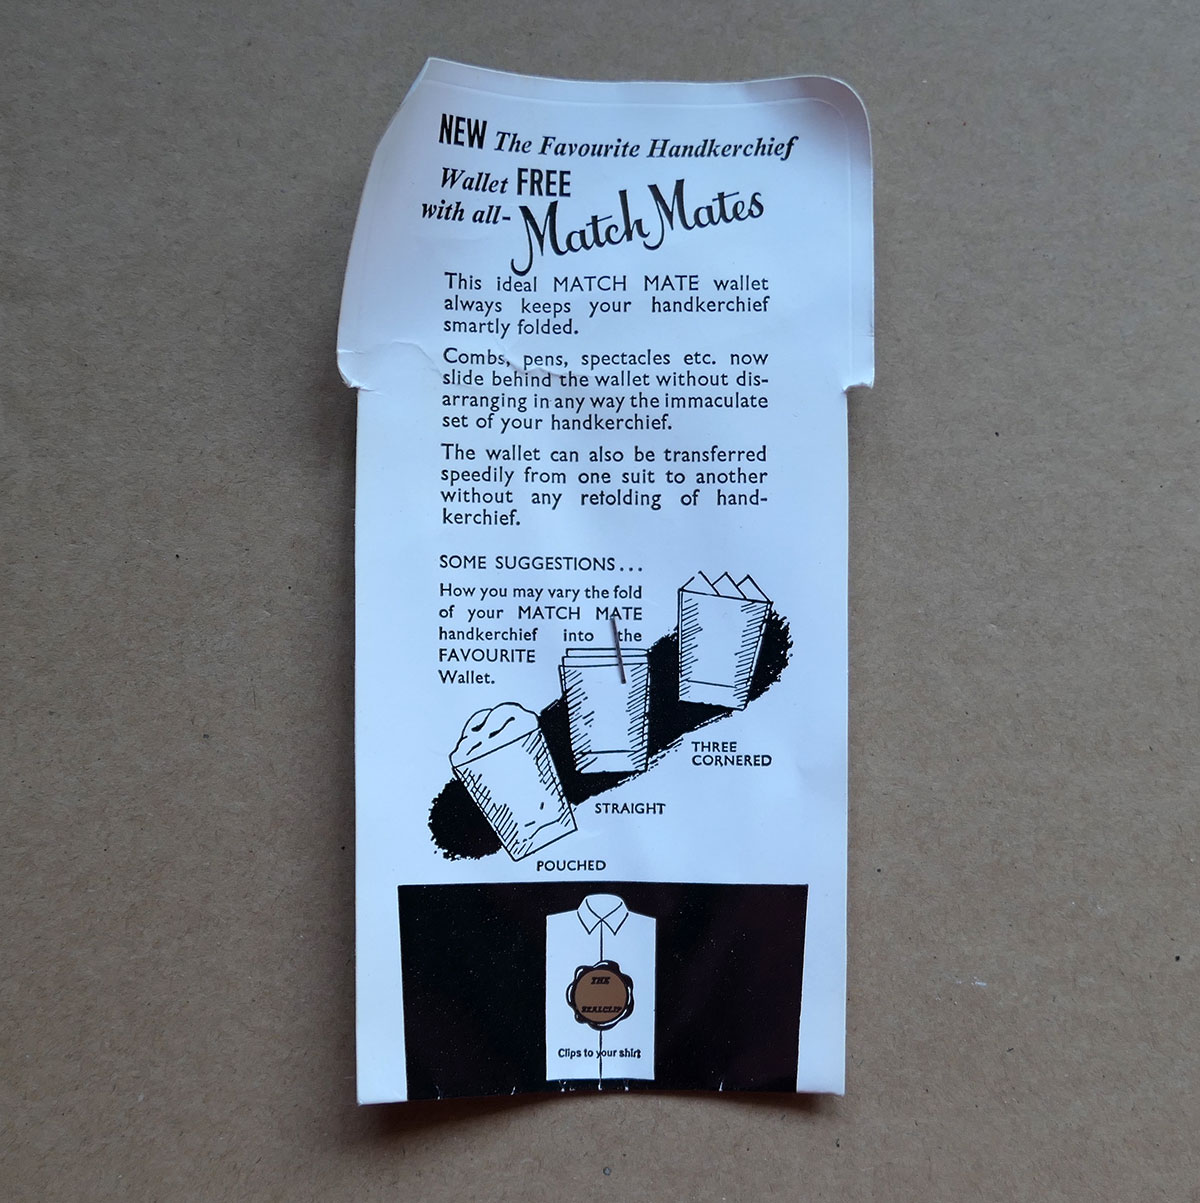 NEW The Favourite Handkerchief
Wallet FREE
with all- Match Mates
This ideal MATCH MATE wallet
always keeps your handkerchief
smartly folded.
Combs, pens, spectacles etc. now
slide behind the wallet without dis-
arranging in any way the immaculate
set of your handkerchief.
The wallet can also be transferred
speedily from one suit to another
without any refolding of hand-
kerchief.
SOME SUGGESTIONS...
How you may vary the fold
of your MATCH MATE
handkerchief into the
FAVOURITE
Wallet.
THREE
CORNERED
STRAIGHT
POUCHED
THE
SEALCLIP
Clips to your shirt